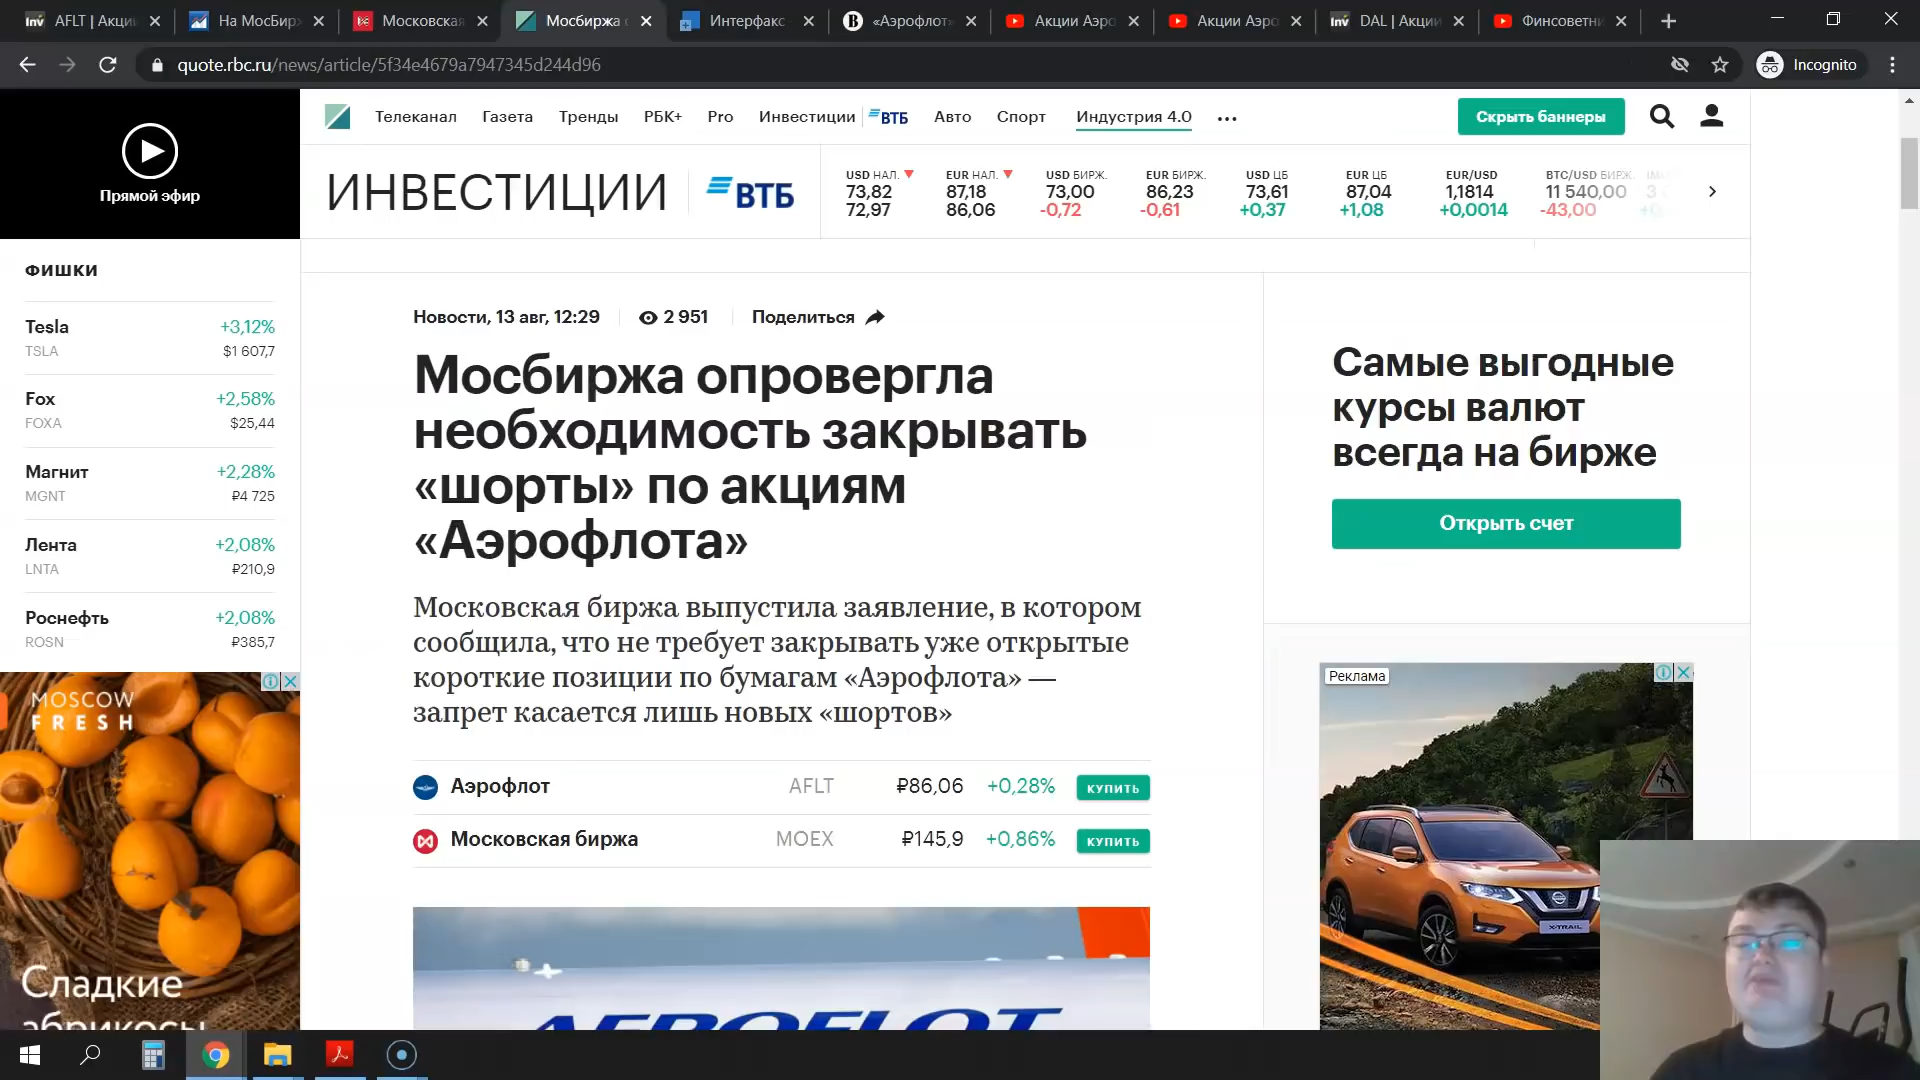 AFLT | Акци
На МосБир
Московская
Мосбиржа о
Интерфакс
«Аэрофлот
Акции Аэро
Акции Аэро
DAL | Акци
Финсоветни
quote.rbc.ru/news/article/5f34e4679a7947345d244d96
Incognito
Прямой эфир
Телеканал Газета Тренды РБК+ Pro Инвестиции ВТБ Авто Спорт Индустрия 4.0
Скрыть баннеры
ИНВЕСТИЦИИ
ВТБ
USD НАЛ. EUR НАЛ. USD БИРЖ. EUR БИРЖ. USD ЦБ EUR ЦБ EUR/USD BTC/USD БИРЖ.
73,82 87,18 73,00 86,23 73,61 87,04 1,1814 11 540,00
72,97 86,06 -0,72 -0,61 +0,37 +1,08 +0,0014 -43,00
ФИШКИ
Tesla +3,12%
TSLA $1 607,7
Fox +2,58%
FOXA $25,44
Магнит +2,28%
MGNT ₽4 725
Лента +2,08%
LNTA ₽210,9
Роснефть +2,08%
ROSN ₽385,7
MOSCOW
FRESH
Сладкие
абрикосы
Новости, 13 авг, 12:29 2 951 Поделиться
Мосбиржа опровергла
необходимость закрывать
«шорты» по акциям
«Аэрофлота»
Московская биржа выпустила заявление, в котором
сообщила, что не требует закрывать уже открытые
короткие позиции по бумагам «Аэрофлота» —
запрет касается лишь новых «шортов»
Аэрофлот AFLT ₽86,06 +0,28% КУПИТЬ
Московская биржа MOEX ₽145,9 +0,86% КУПИТЬ
AEROFLOT
Самые выгодные
курсы валют
всегда на бирже
Открыть счет
Реклама
X-TRAIL